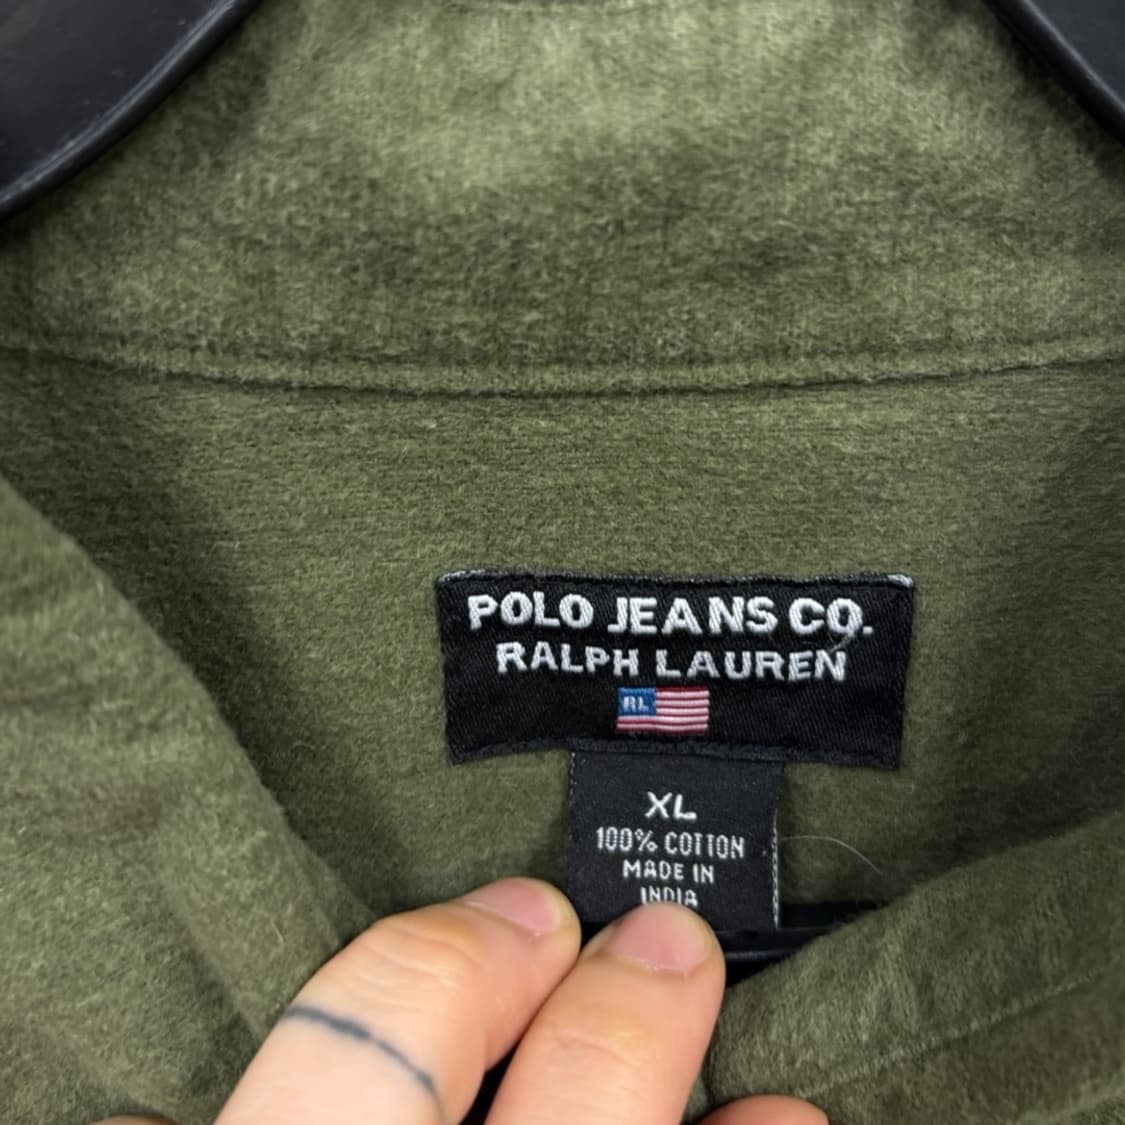 POLO JEANS CO.
RALPH LAUREN
RL
XL
100% COTTON
MADE IN
INDIA